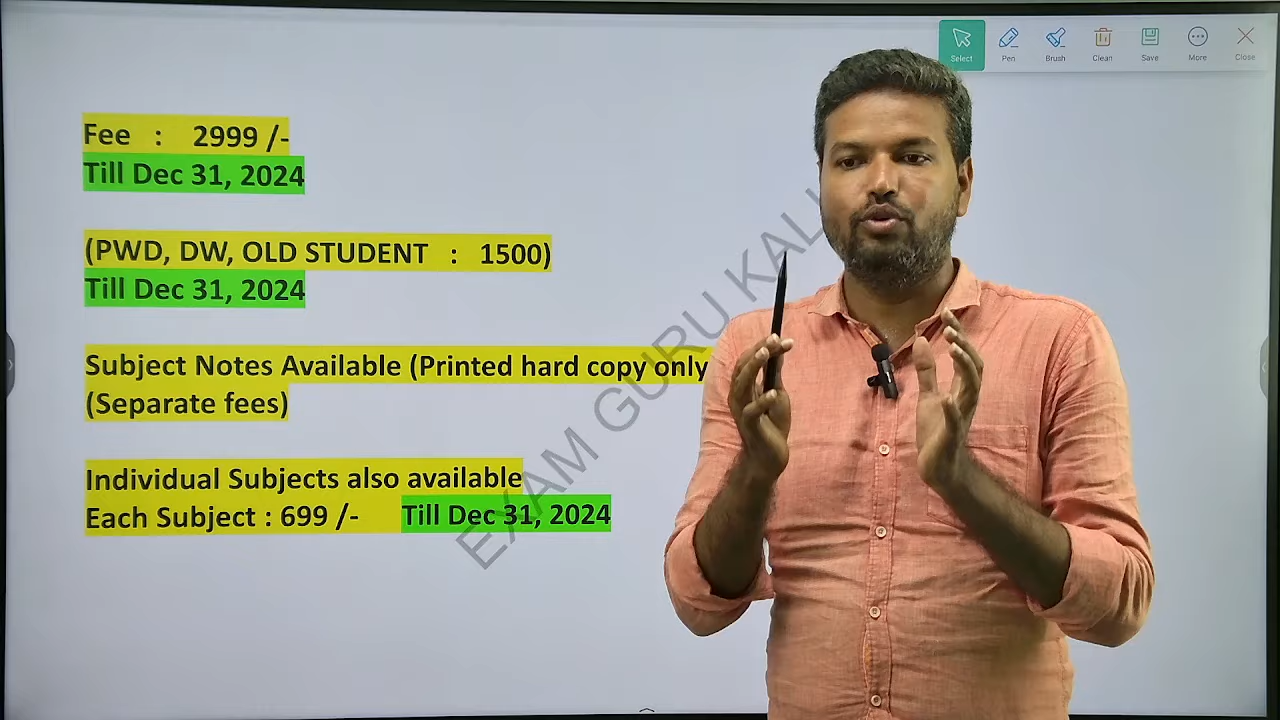 Select
Pen
Brush
Clean
Save
More
Close
Fee : 2999 /-
Till Dec 31, 2024
(PWD, DW, OLD STUDENT : 1500)
Till Dec 31, 2024
Subject Notes Available (Printed hard copy only
(Separate fees)
Individual Subjects also available
Each Subject : 699 /- Till Dec 31, 2024
EXAM GURU